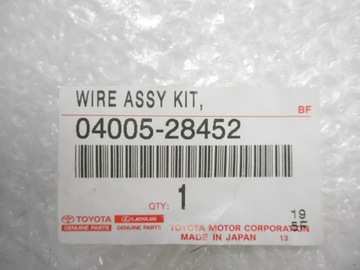 WIRE ASSY KIT,
BF
04005-28452
QTY: 1
19
TOYOTA LEXUS TOYOTA MOTOR CORPORATION
GENUINE PARTS GENUINE PARTS MADE IN JAPAN 13